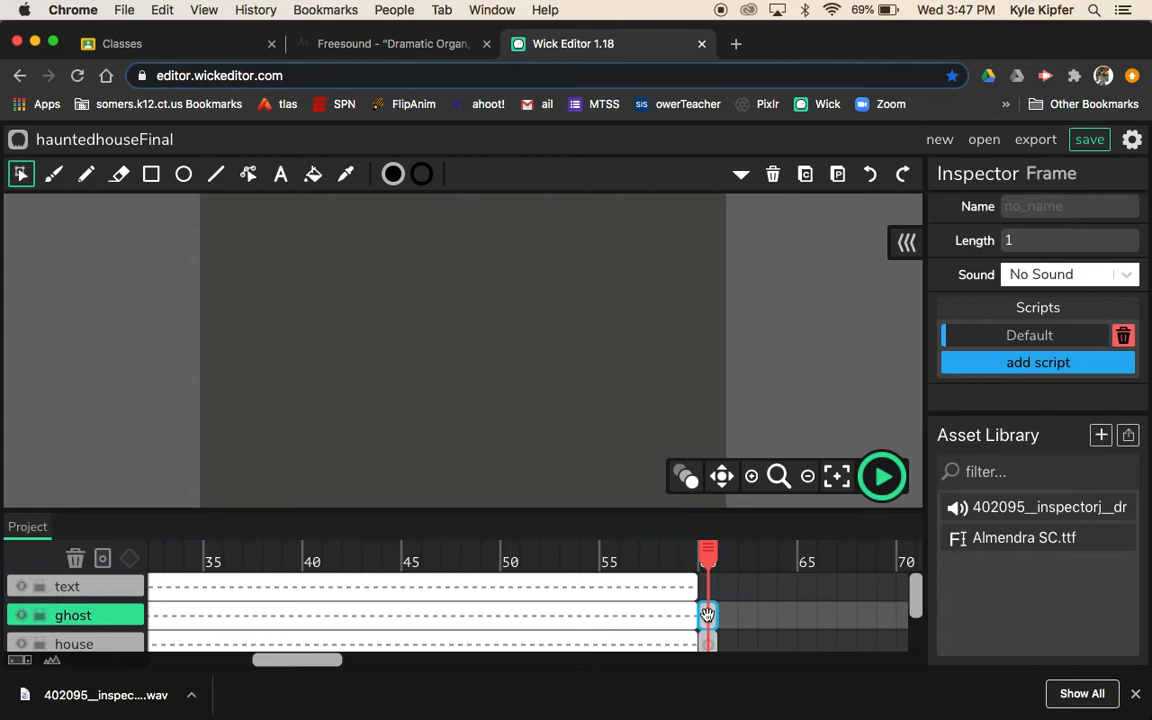 Chrome File Edit View History Bookmarks People Tab Window Help 69% Wed 3:47 PM Kyle Kipfer
Classes Freesound - "Dramatic Organ, Wick Editor 1.18
editor.wickeditor.com
Apps somers.k12.ct.us Bookmarks tlas SPN FlipAnim ahoot! ail MTSS SIS owerTeacher Pixlr Wick Zoom » Other Bookmarks
hauntedhouseFinal new open export save
Inspector Frame
Name no_name
Length 1
Sound No Sound
Scripts
Default
add script
Asset Library
filter...
402095__inspectorj__dr
Almendra SC.ttf
Project
35 40 45 50 55 65 70
text
ghost
house
402095__inspec....wav Show All